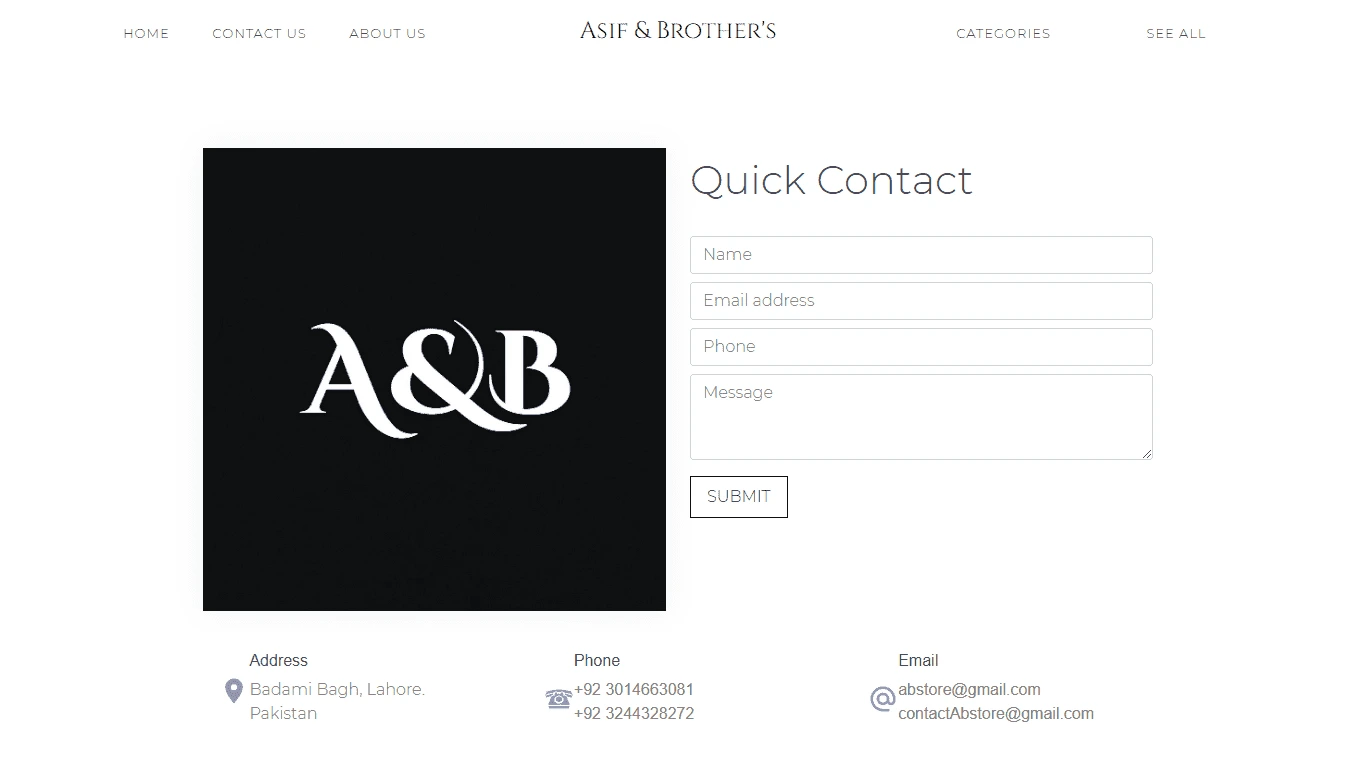 HOME CONTACT US ABOUT US Asif & Brother's CATEGORIES SEE ALL
A&B
Quick Contact
Name
Email address
Phone
Message
SUBMIT
Address
Badami Bagh, Lahore.
Pakistan
Phone
+92 3014663081
+92 3244328272
Email
abstore@gmail.com
contactAbstore@gmail.com